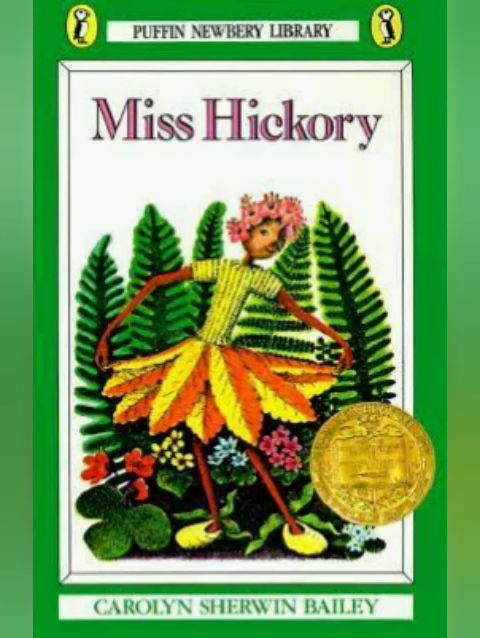 PUFFIN NEWBERY LIBRARY
Miss Hickory
CAROLYN SHERWIN BAILEY